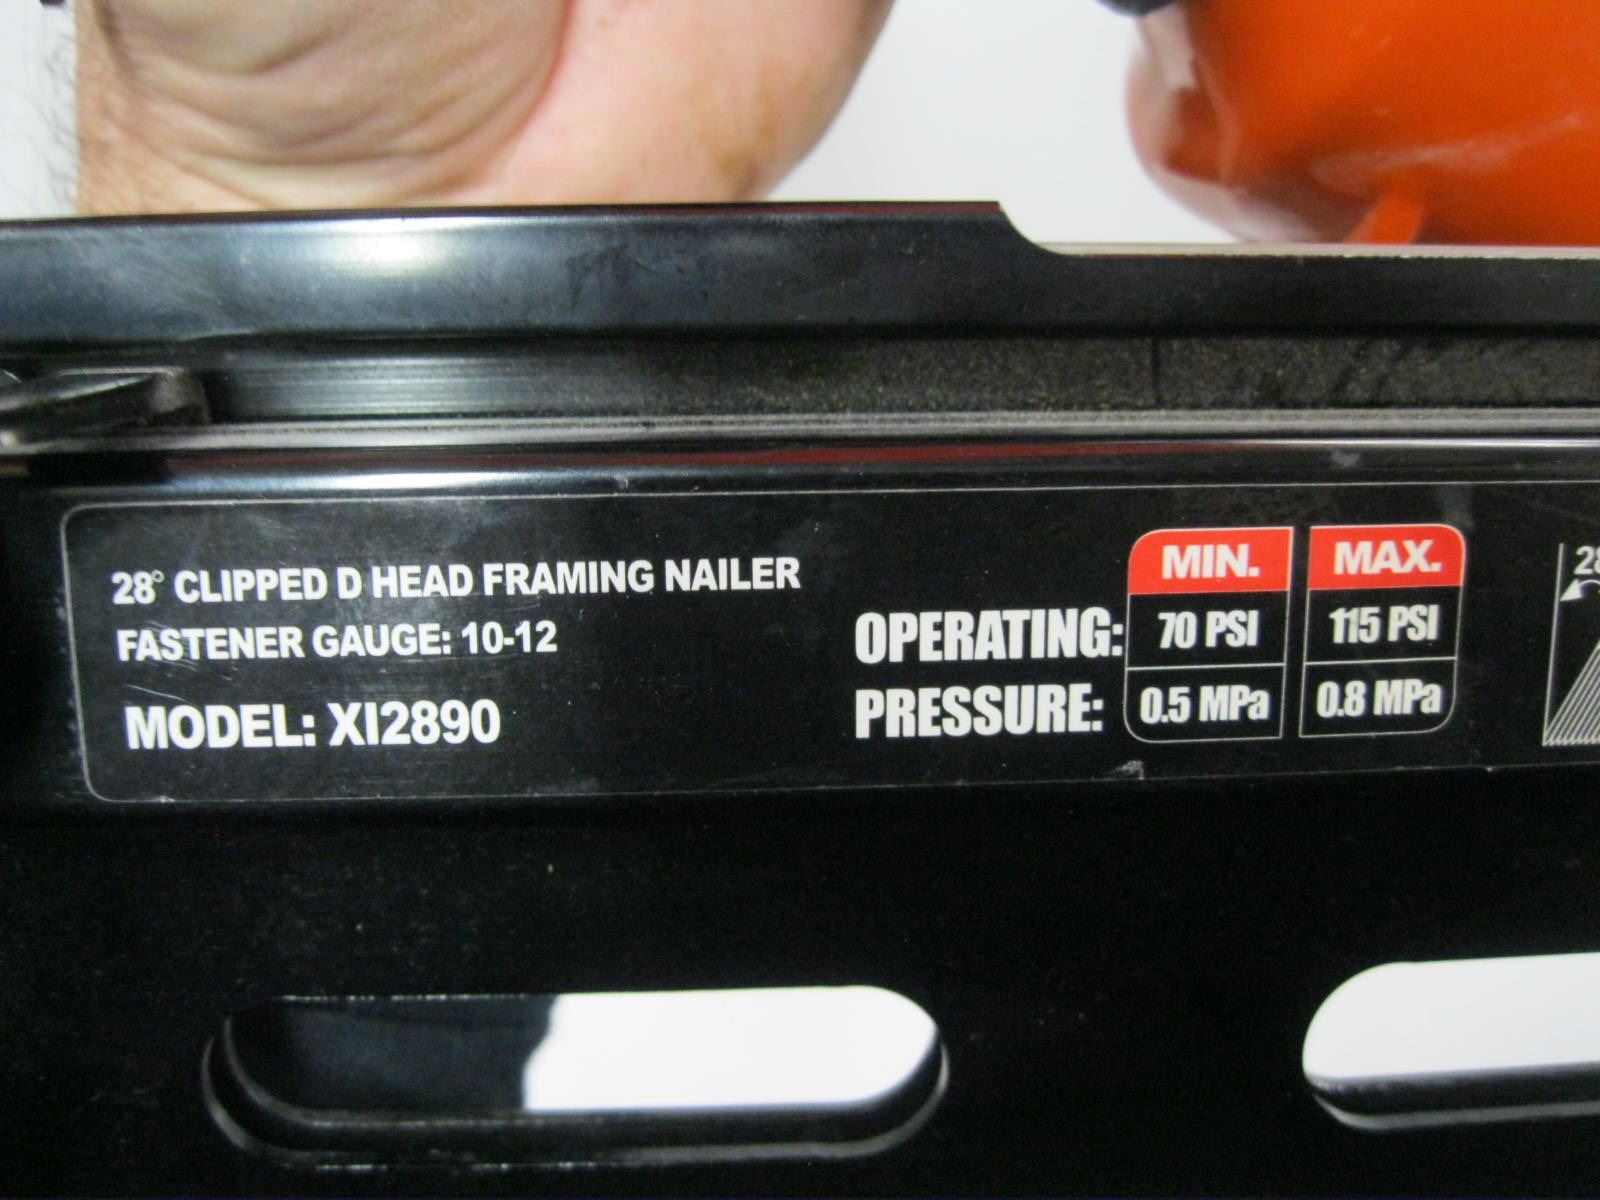 28° CLIPPED D HEAD FRAMING NAILER
FASTENER GAUGE: 10-12
MODEL: XI2890
OPERATING:
PRESSURE:
MIN.
70 PSI
0.5 MPa
MAX.
115 PSI
0.8 MPa